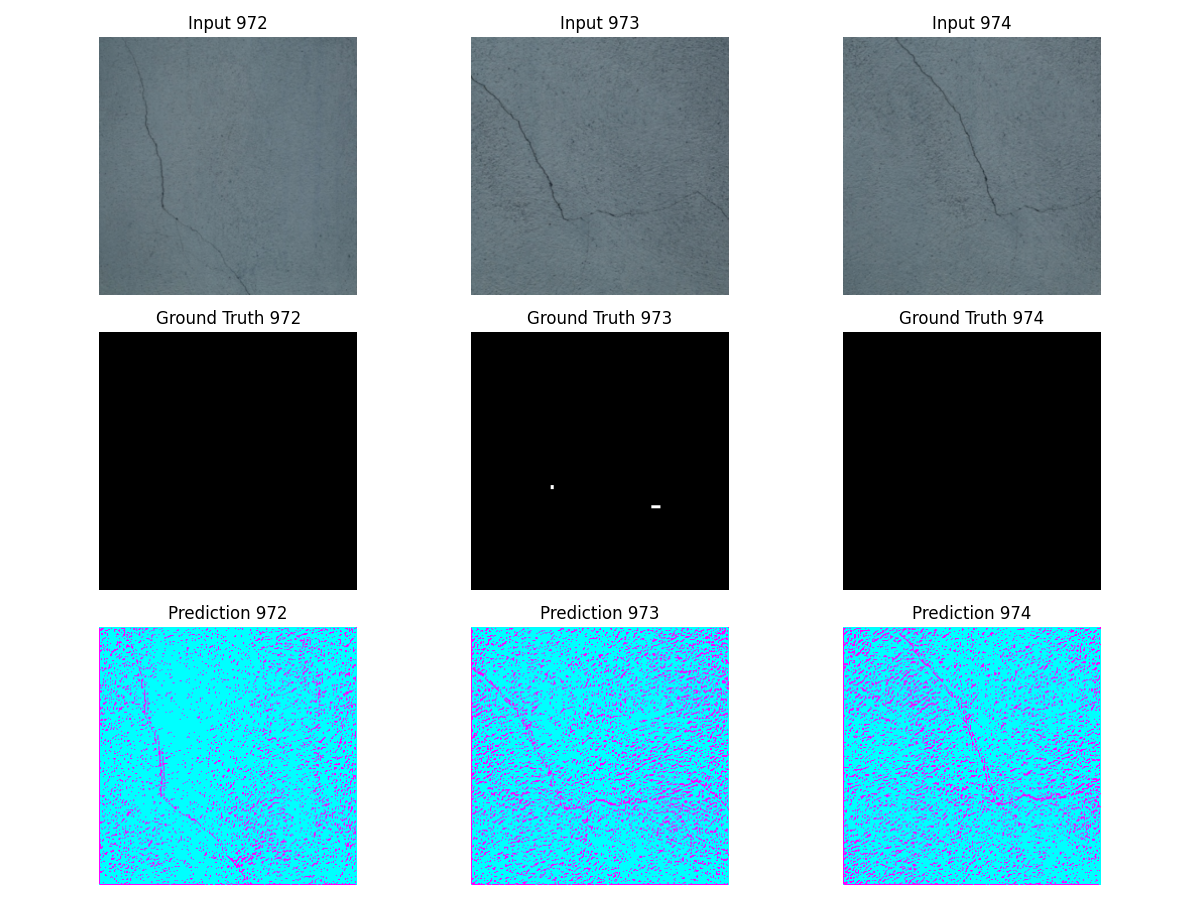 Input 972
Input 973
Input 974
Ground Truth 972
Ground Truth 973
Ground Truth 974
Prediction 972
Prediction 973
Prediction 974